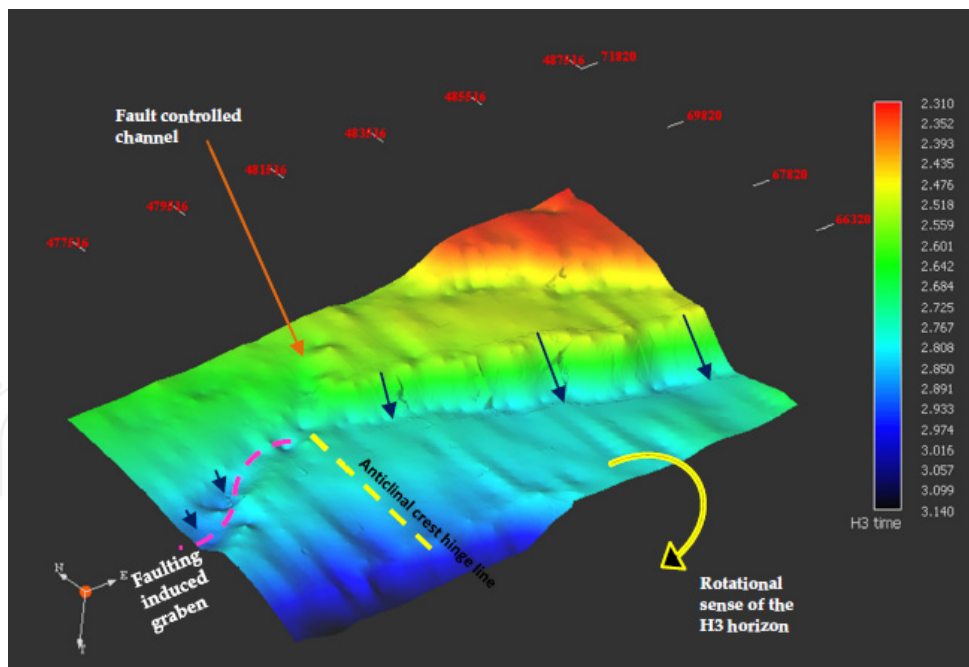 487516
71820
485516
Fault controlled
channel
483516
69820
481516
67820
479516
66320
477516
2.310
2.352
2.393
2.435
2.476
2.518
2.559
2.601
2.642
2.684
2.725
2.767
2.808
2.850
2.891
2.933
2.974
3.016
3.057
3.099
3.140
H3 time
Anticlinal crest hinge line
Faulting
induced
graben
N
E
Rotational
sense of the
H3 horizon